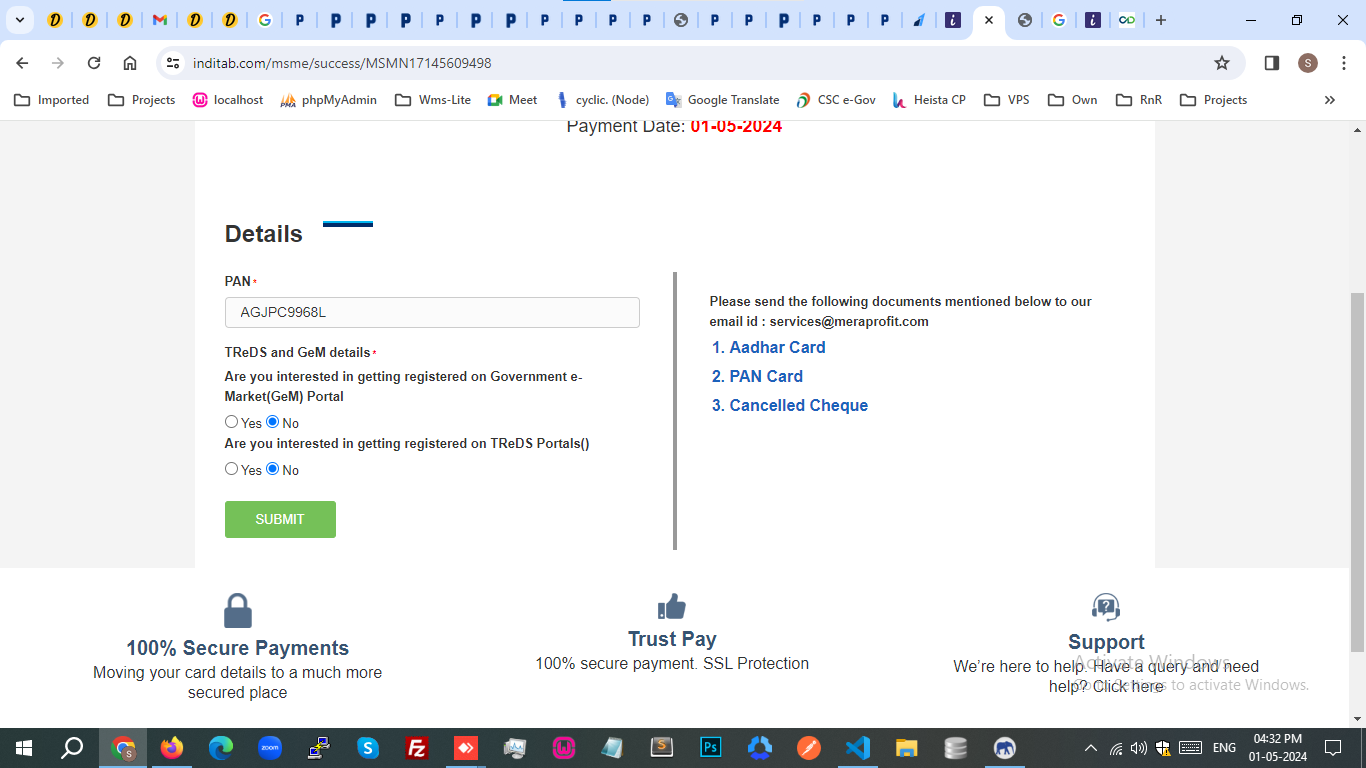 inditab.com/msme/success/MSMN17145609498
S
Imported
Projects
localhost
phpMyAdmin
Wms-Lite
Meet
cyclic. (Node)
Google Translate
CSC e-Gov
Heista CP
VPS
Own
RnR
Projects
Payment Date: 01-05-2024
Details
PAN*
AGJPC9968L
TReDS and GeM details*
Are you interested in getting registered on Government e-
Market(GeM) Portal
Yes No
Are you interested in getting registered on TReDS Portals()
Yes No
SUBMIT
Please send the following documents mentioned below to our
email id : services@meraprofit.com
1. Aadhar Card
2. PAN Card
3. Cancelled Cheque
100% Secure Payments
Moving your card details to a much more
secured place
Trust Pay
100% secure payment. SSL Protection
Support
We're here to help. Have a query and need
help? Click here
Activate Windows
Go to Settings to activate Windows.
zoom
ENG
04:32 PM
01-05-2024